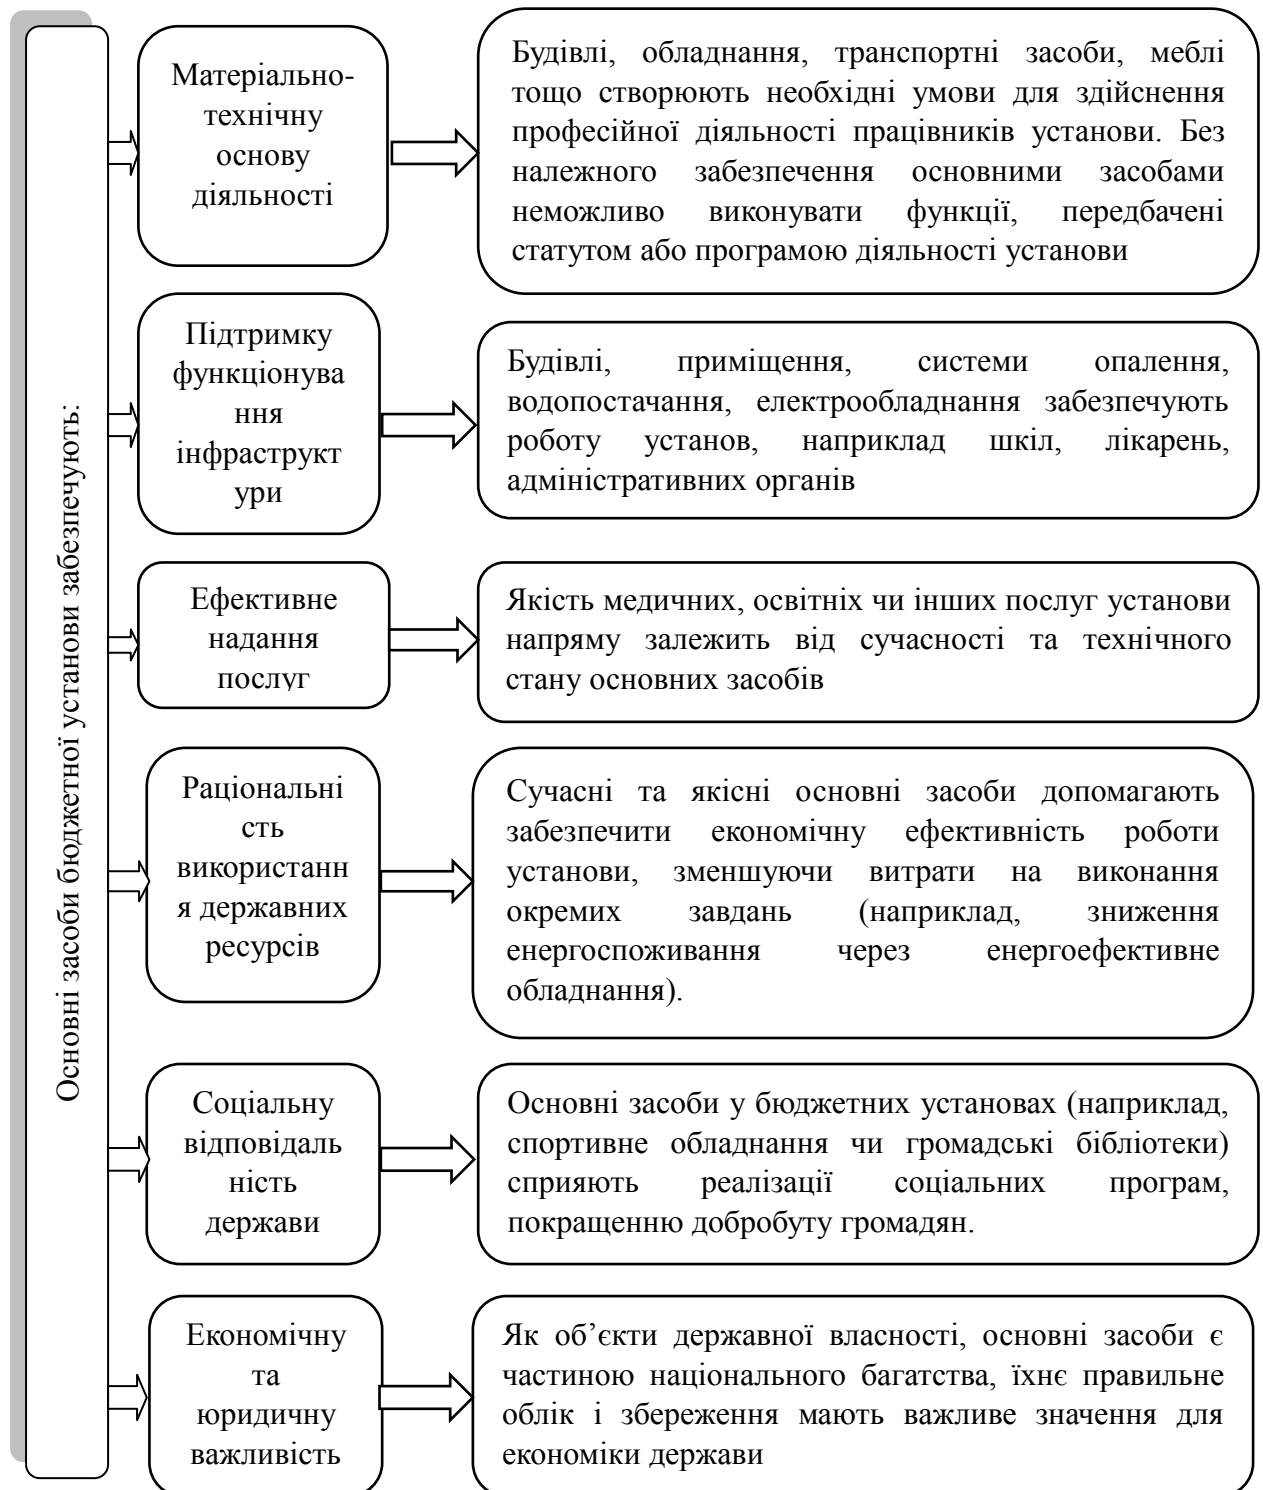 Основні засоби бюджетної установи забезпечують:
Матеріально-
технічну
основу
діяльності
Будівлі, обладнання, транспортні засоби, меблі
тощо створюють необхідні умови для здійснення
професійної діяльності працівників установи. Без
належного забезпечення основними засобами
неможливо виконувати функції, передбачені
статутом або програмою діяльності установи
Підтримку
функціонува
ння
інфраструкт
ури
Будівлі, приміщення, системи опалення,
водопостачання, електрообладнання забезпечують
роботу установ, наприклад шкіл, лікарень,
адміністративних органів
Ефективне
надання
послуг
Якість медичних, освітніх чи інших послуг установи
напряму залежить від сучасності та технічного
стану основних засобів
Раціональні
сть
використанн
я державних
ресурсів
Сучасні та якісні основні засоби допомагають
забезпечити економічну ефективність роботи
установи, зменшуючи витрати на виконання
окремих завдань (наприклад, зниження
енергоспоживання через енергоефективне
обладнання).
Соціальну
відповідаль
ність
держави
Основні засоби у бюджетних установах (наприклад,
спортивне обладнання чи громадські бібліотеки)
сприяють реалізації соціальних програм,
покращенню добробуту громадян.
Економічну
та
юридичну
важливість
Як об’єкти державної власності, основні засоби є
частиною національного багатства, їхнє правильне
облік і збереження мають важливе значення для
економіки держави